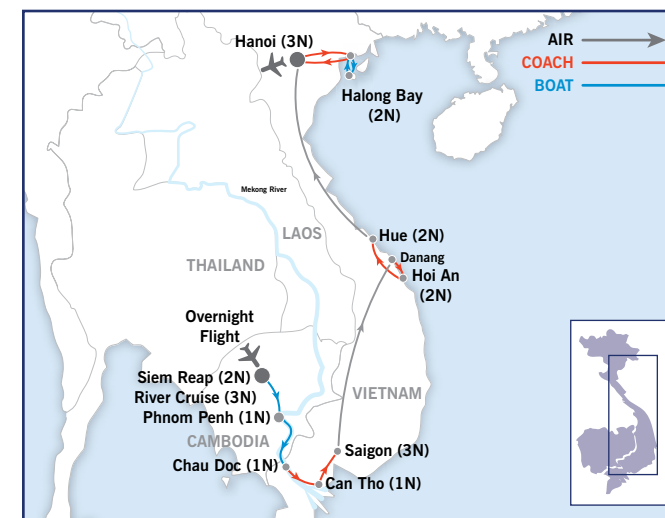 Hanoi (3N)
AIR
COACH
BOAT
Halong Bay
(2N)
Mekong River
LAOS
Hue (2N)
Danang
Hoi An
(2N)
THAILAND
Overnight
Flight
Siem Reap (2N)
River Cruise (3N)
Phnom Penh (1N)
VIETNAM
CAMBODIA
Saigon (3N)
Chau Doc (1N)
Can Tho (1N)